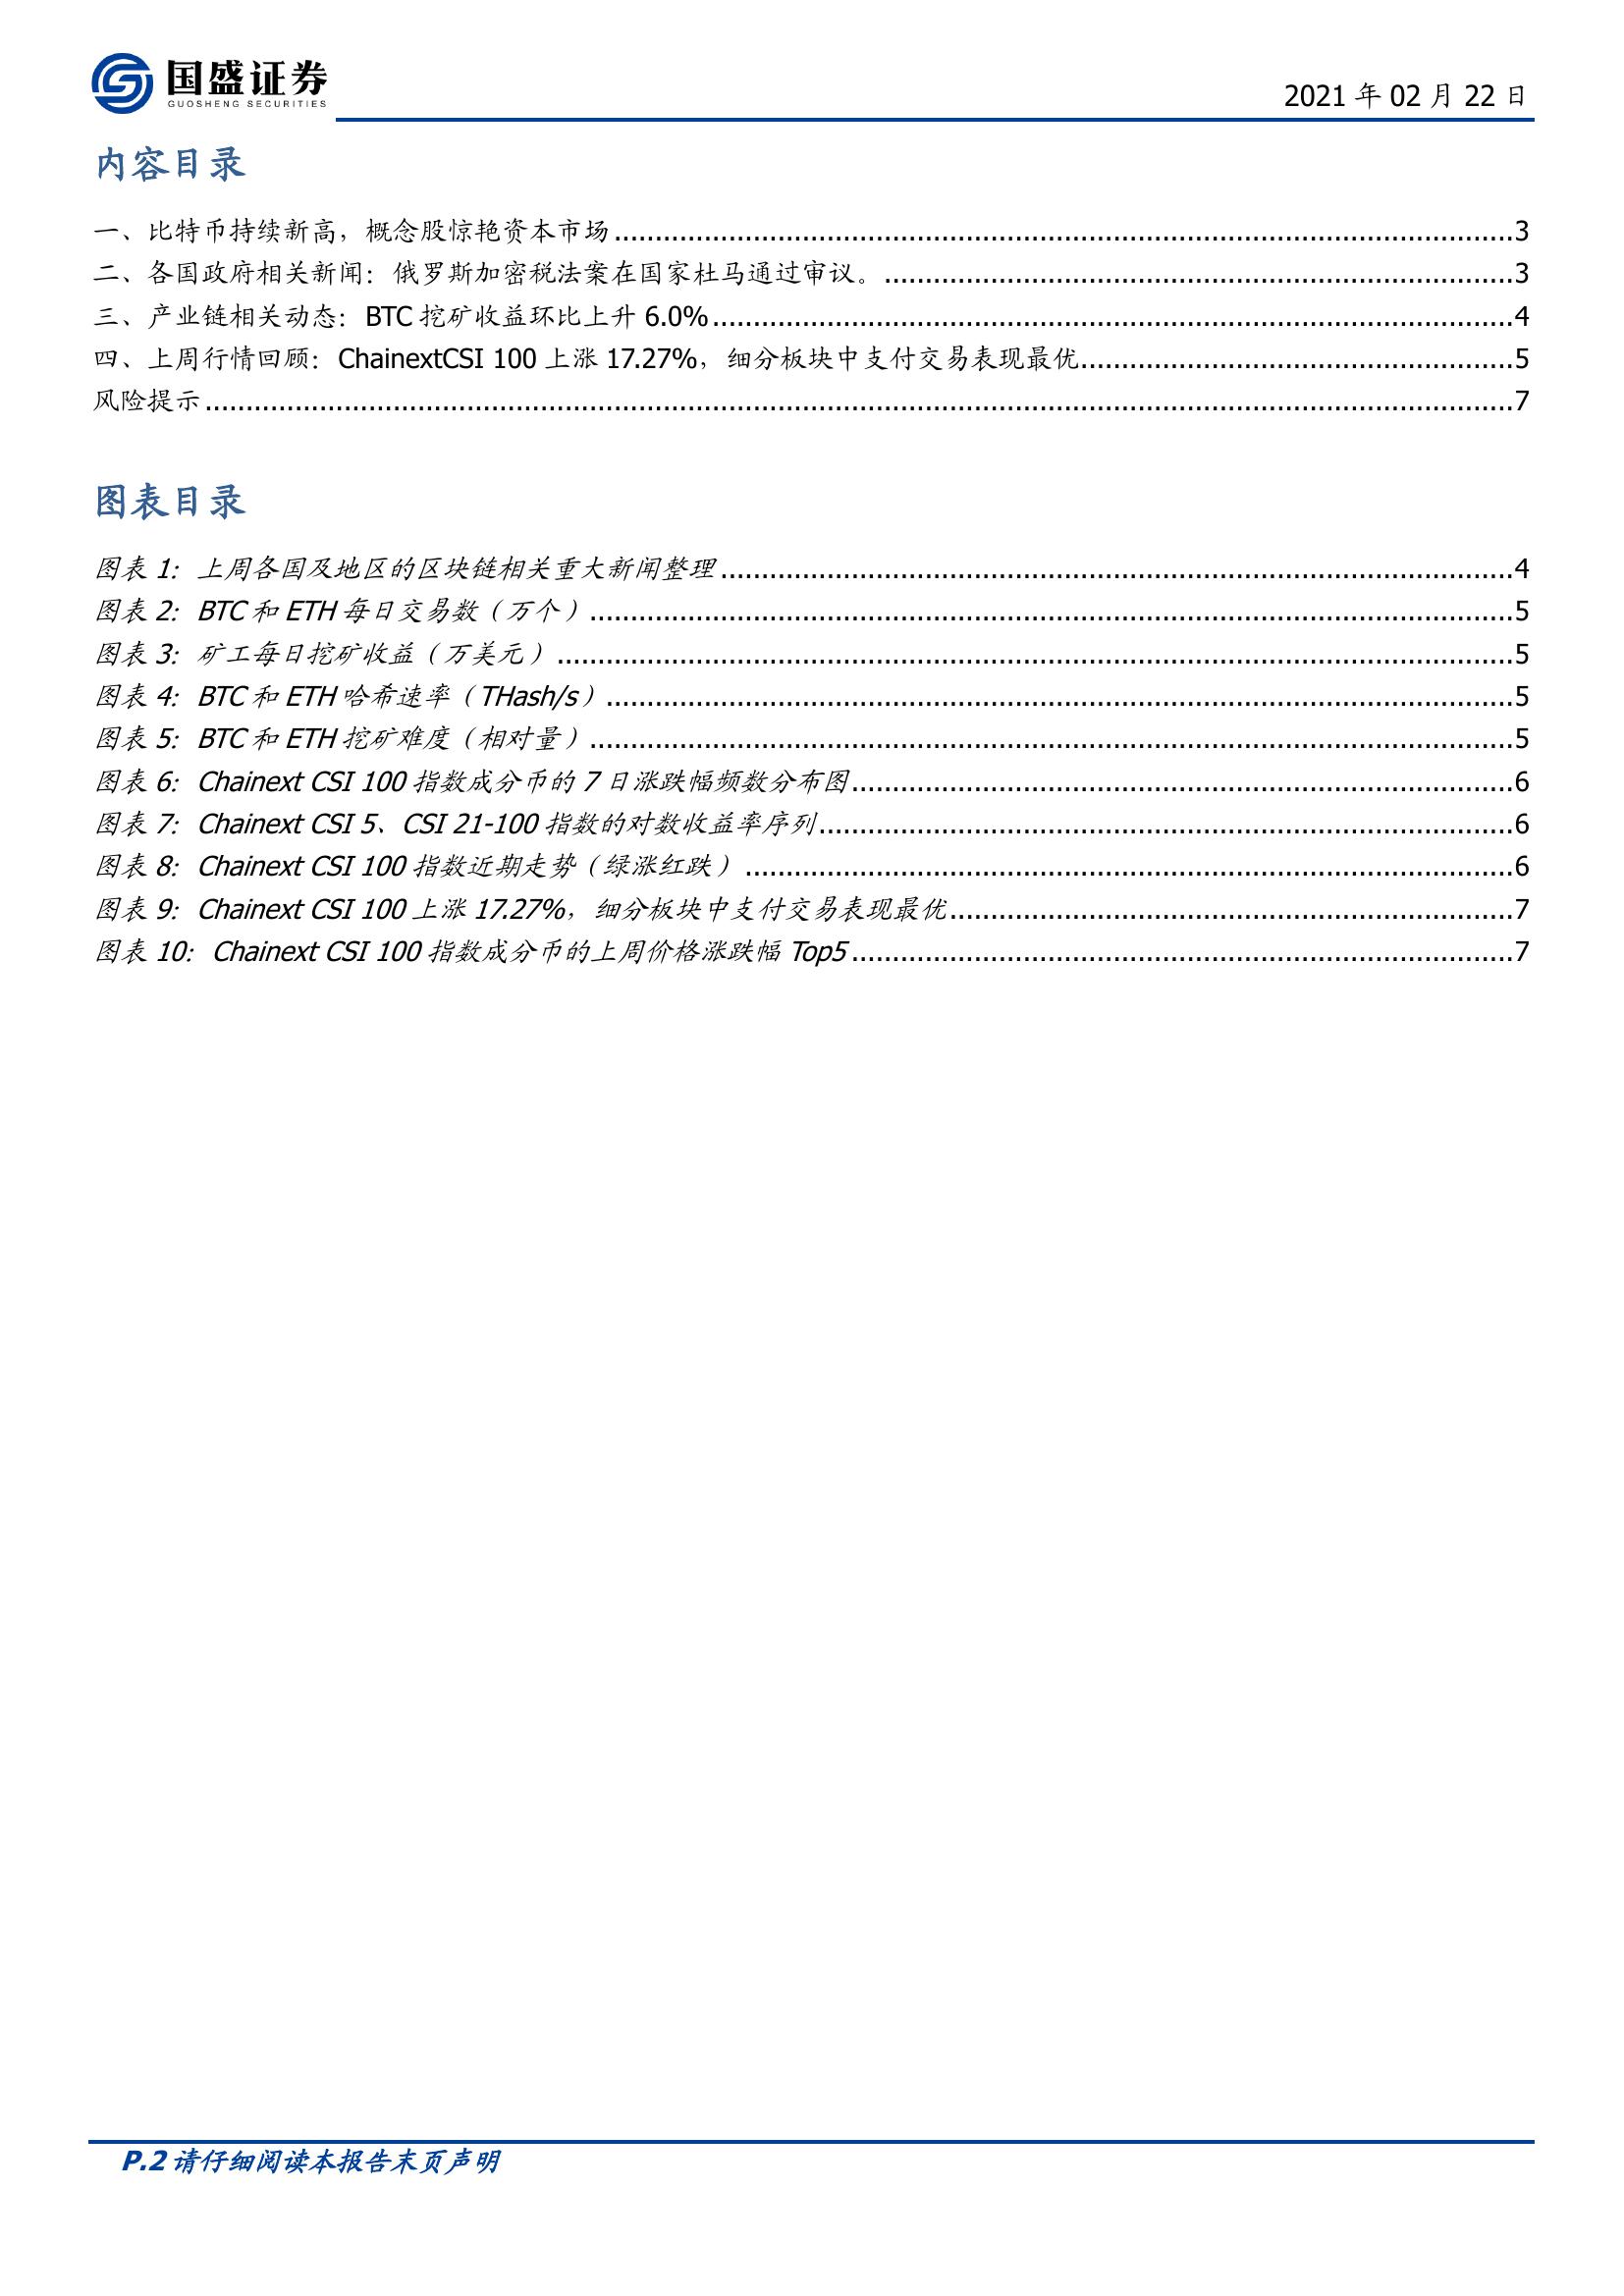 国盛证券
GUOSHENG SECURITIES
2021 年 02 月 22 日
内容目录
一、比特币持续新高，概念股惊艳资本市场........................................3
二、各国政府相关新闻：俄罗斯加密税法案在国家杜马通过审议。........................................3
三、产业链相关动态：BTC 挖矿收益环比上升 6.0%........................................4
四、上周行情回顾：ChainextCSI 100 上涨 17.27%，细分板块中支付交易表现最优........................................5
风险提示........................................7
图表目录
图表 1：上周各国及地区的区块链相关重大新闻整理........................................4
图表 2：BTC 和 ETH 每日交易数（万个）........................................5
图表 3：矿工每日挖矿收益（万美元）........................................5
图表 4：BTC 和 ETH 哈希速率（THash/s）........................................5
图表 5：BTC 和 ETH 挖矿难度（相对量）........................................5
图表 6：Chainext CSI 100 指数成分币的 7 日涨跌幅频数分布图........................................6
图表 7：Chainext CSI 5、CSI 21-100 指数的对数收益率序列........................................6
图表 8：Chainext CSI 100 指数近期走势（绿涨红跌）........................................6
图表 9：Chainext CSI 100 上涨 17.27%，细分板块中支付交易表现最优........................................7
图表 10：Chainext CSI 100 指数成分币的上周价格涨跌幅 Top5........................................7
P.2 请仔细阅读本报告末页声明